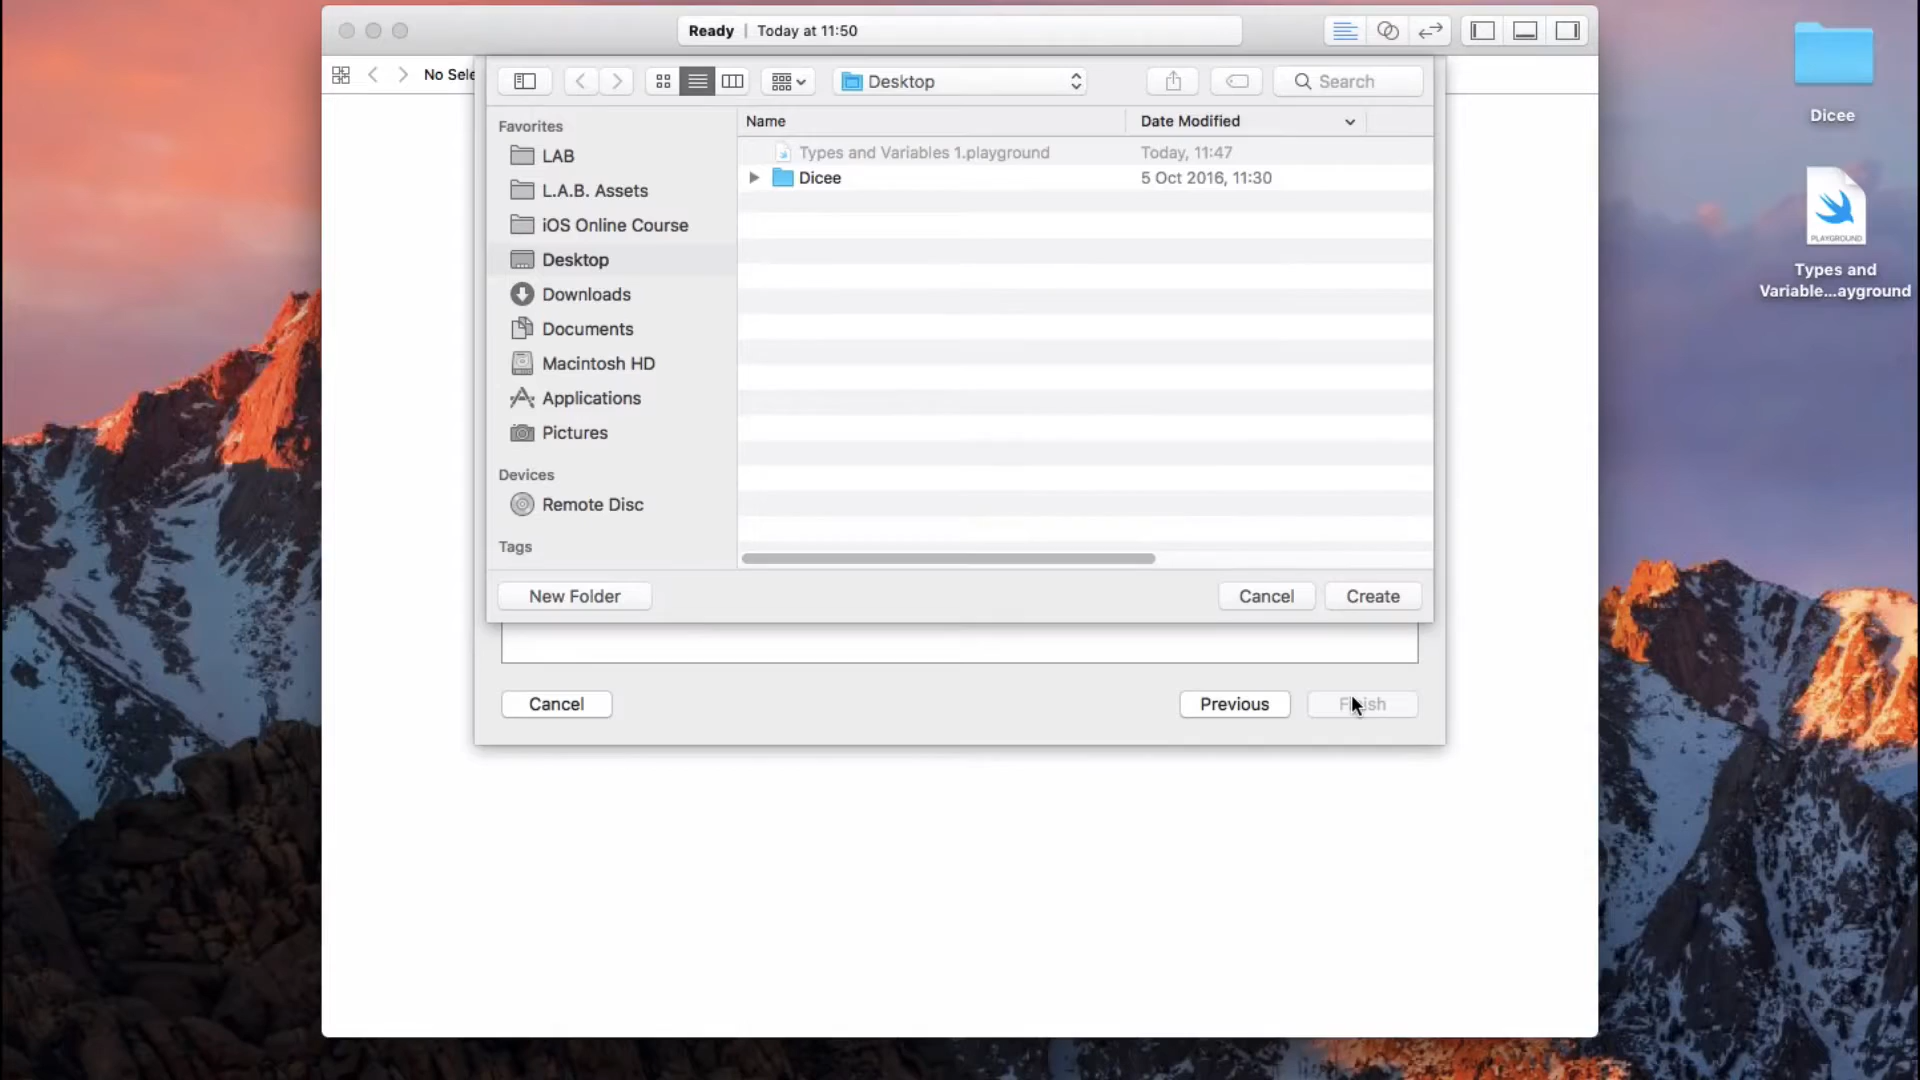 Ready | Today at 11:50
No Sele
Desktop
Search
Favorites
LAB
L.A.B. Assets
iOS Online Course
Desktop
Downloads
Documents
Macintosh HD
Applications
Pictures
Devices
Remote Disc
Tags
Name
Date Modified
Types and Variables 1.playground
Today, 11:47
Dicee
5 Oct 2016, 11:30
New Folder
Cancel
Create
Cancel
Previous
Dicee
PLAYGROUND
Types and
Variable...ayground